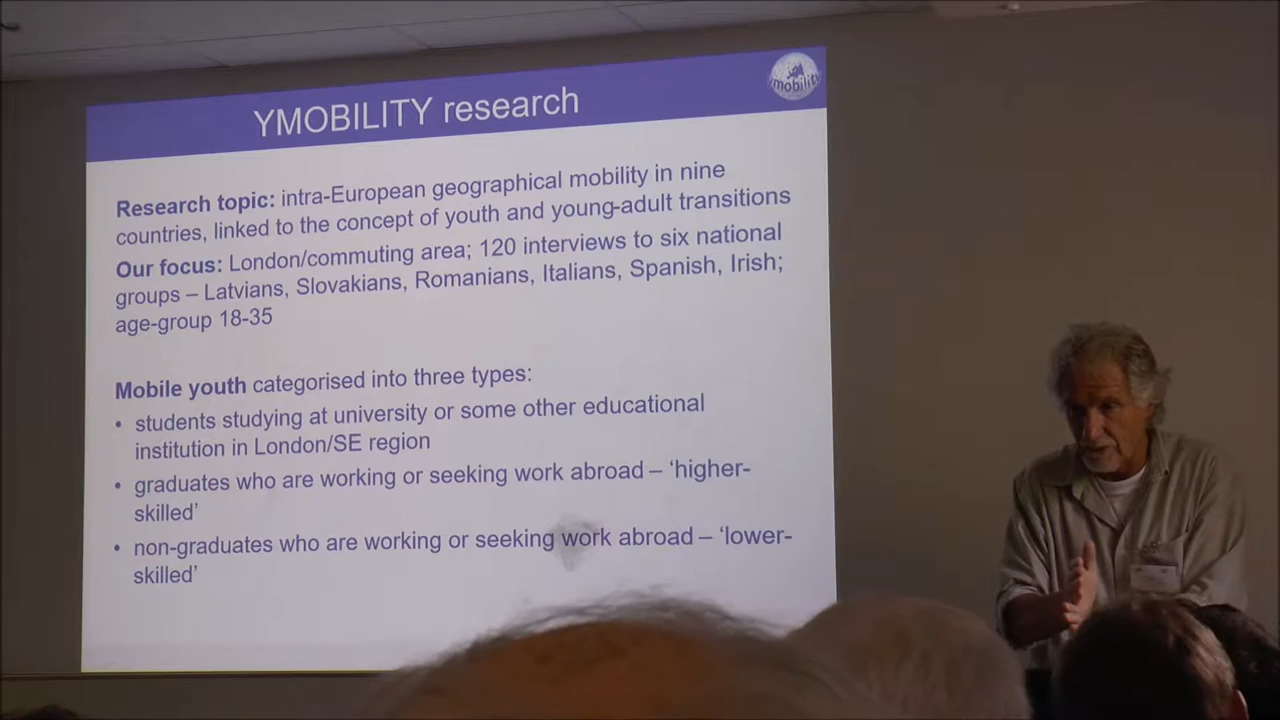 YMOBILITY research
ymobility
Research topic: intra-European geographical mobility in nine
countries, linked to the concept of youth and young-adult transitions
Our focus: London/commuting area; 120 interviews to six national
groups – Latvians, Slovakians, Romanians, Italians, Spanish, Irish;
age-group 18-35
Mobile youth categorised into three types:
• students studying at university or some other educational
institution in London/SE region
• graduates who are working or seeking work abroad – ‘higher-
skilled’
• non-graduates who are working or seeking work abroad – ‘lower-
skilled’